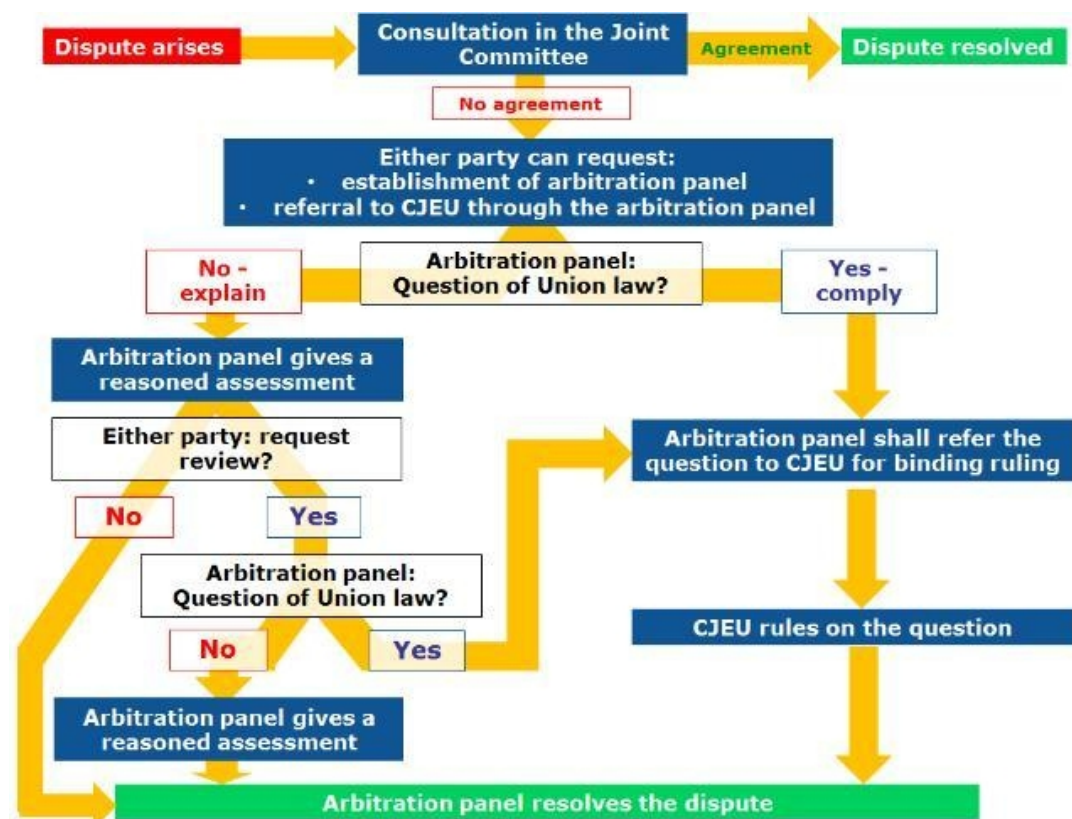 Dispute arises
Consultation in the Joint
Committee
Agreement
Dispute resolved
No agreement
Either party can request:
• establishment of arbitration panel
• referral to CJEU through the arbitration panel
No -
explain
Arbitration panel:
Question of Union law?
Yes -
comply
Arbitration panel gives a
reasoned assessment
Either party: request
review?
Arbitration panel shall refer the
question to CJEU for binding ruling
No
Yes
Arbitration panel:
Question of Union law?
CJEU rules on the question
No
Yes
Arbitration panel gives a
reasoned assessment
Arbitration panel resolves the dispute